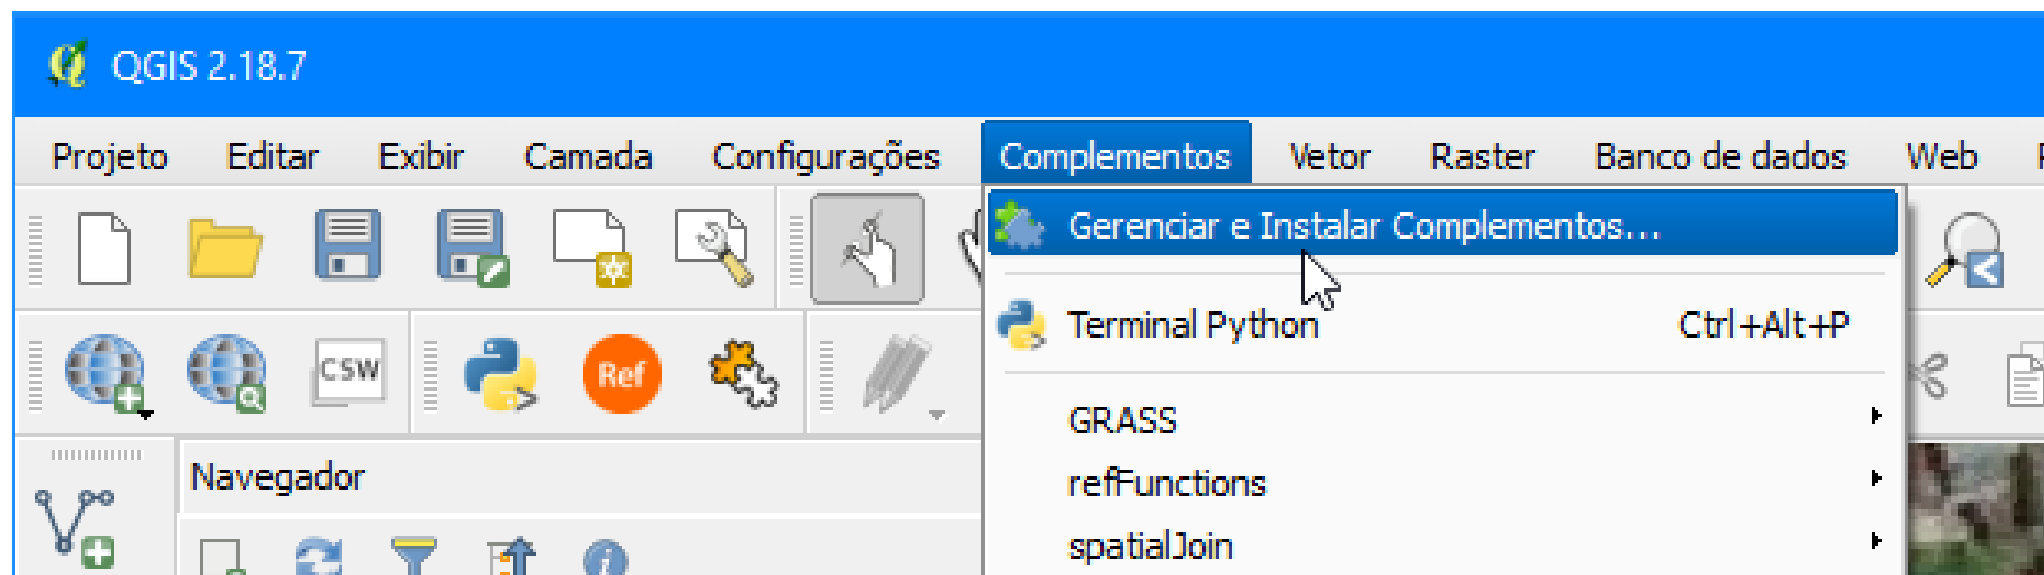 QGIS 2.18.7
Projeto Editar Exibir Camada Configurações Complementos Vetor Raster Banco de dados Web
Gerenciar e Instalar Complementos...
Terminal Python Ctrl+Alt+P
CSW Ref
GRASS
refFunctions
Navegador
spatialJoin